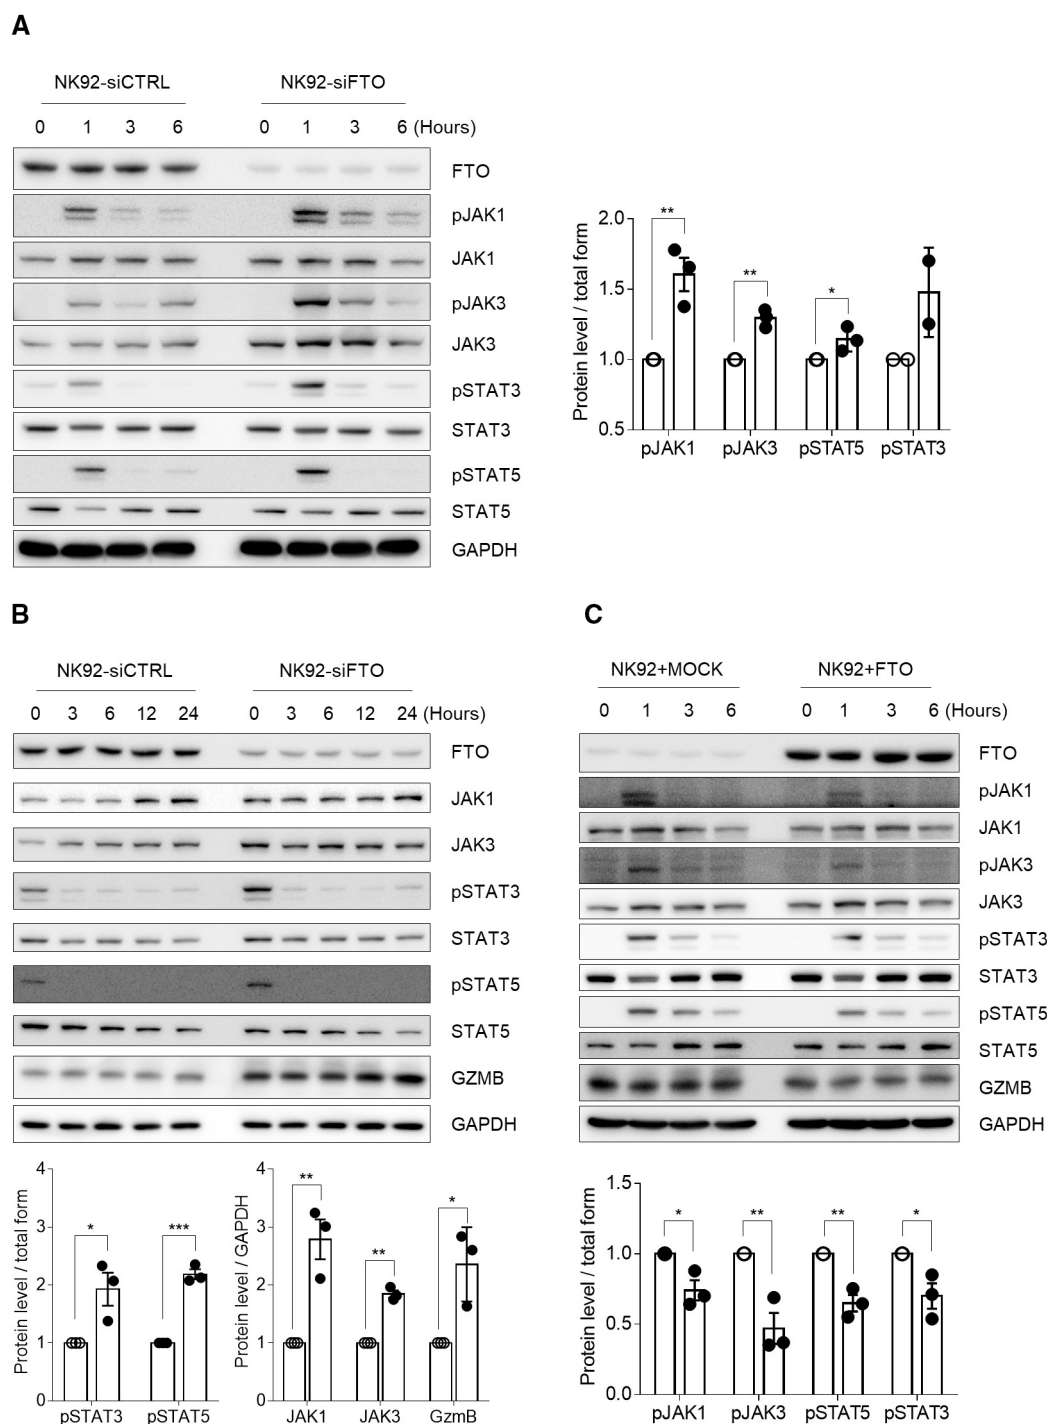 A
NK92-siCTRL NK92-siFTO
0 1 3 6 0 1 3 6 (Hours)
FTO
pJAK1
JAK1
pJAK3
JAK3
pSTAT3
STAT3
pSTAT5
STAT5
GAPDH
Protein level / total form
2.0
1.5
1.0
0.5
** ** *
pJAK1 pJAK3 pSTAT5 pSTAT3
B
NK92-siCTRL NK92-siFTO
0 3 6 12 24 0 3 6 12 24 (Hours)
FTO
JAK1
JAK3
pSTAT3
STAT3
pSTAT5
STAT5
GZMB
GAPDH
Protein level / total form
4
3
2
1
0
* ***
pSTAT3 pSTAT5
Protein level / GAPDH
4
3
2
1
0
** ** *
JAK1 JAK3 GzmB
C
NK92+MOCK NK92+FTO
0 1 3 6 0 1 3 6 (Hours)
FTO
pJAK1
JAK1
pJAK3
JAK3
pSTAT3
STAT3
pSTAT5
STAT5
GZMB
GAPDH
Protein level / total form
1.5
1.0
0.5
0.0
* ** ** *
pJAK1 pJAK3 pSTAT5 pSTAT3